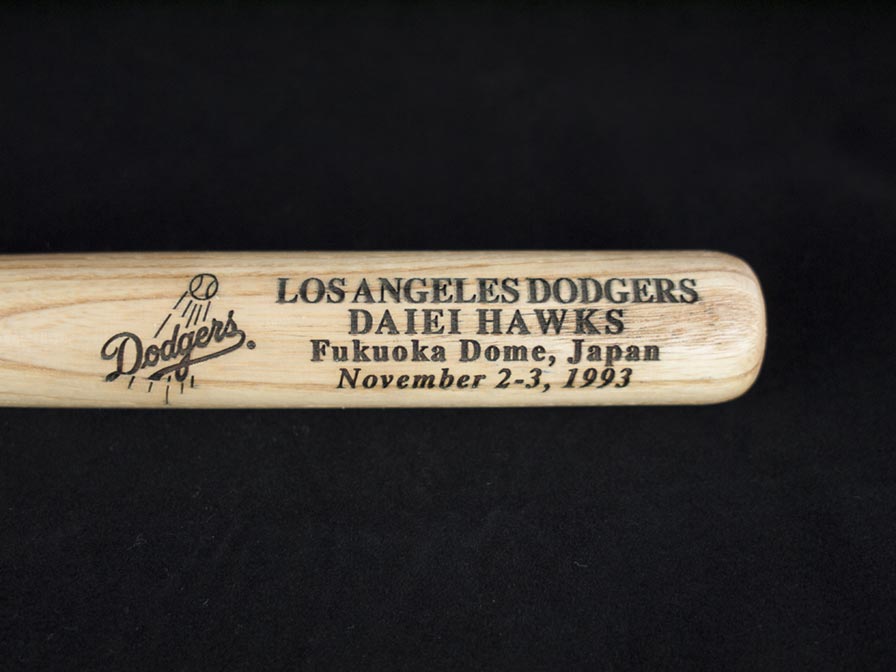 Dodgers
LOS ANGELES DODGERS
DAIEI HAWKS
Fukuoka Dome, Japan
November 2-3, 1993